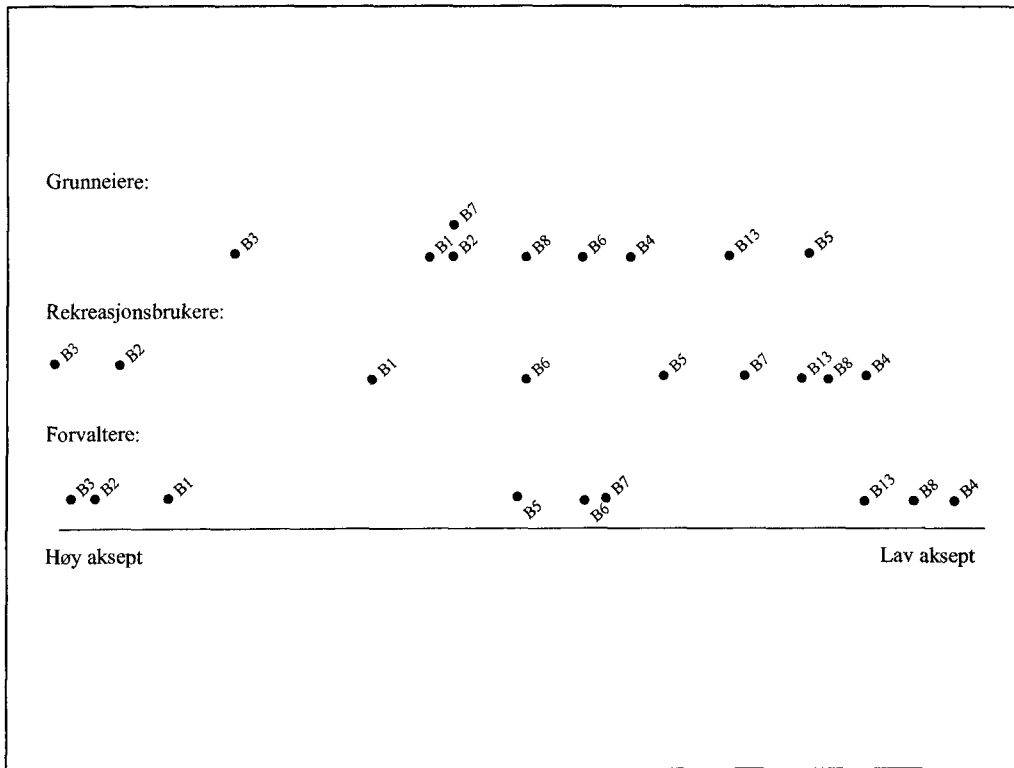 Grunneiere:
B7
B3 B1 B2 B8 B6 B4 B13 B5
Rekreasjonsbrukere:
B3 B2 B1 B6 B5 B7 B13 B8 B4
Forvaltere:
B3 B2 B1 B5 B6 B7 B13 B8 B4
Høy aksept Lav aksept